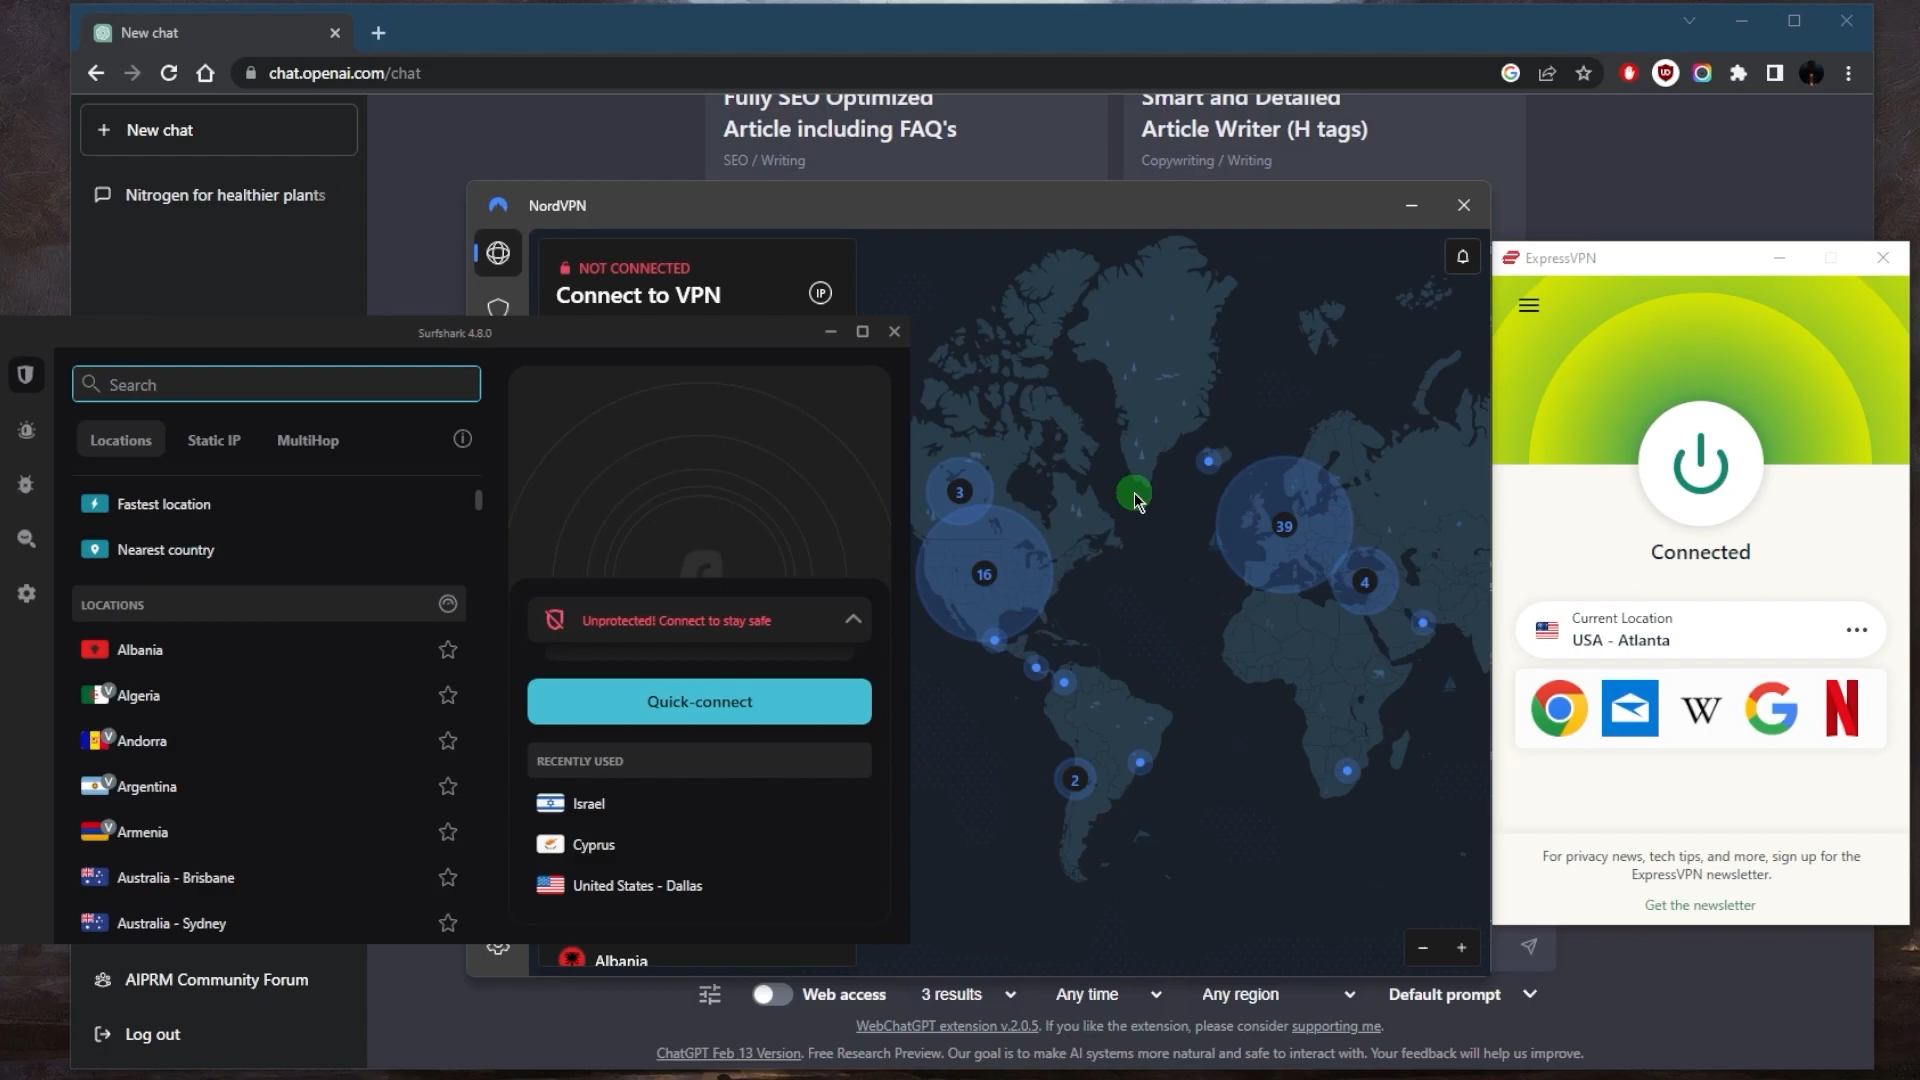 New chat
chat.openai.com/chat
New chat
Nitrogen for healthier plants
Fully SEO Optimized
Article including FAQ's
SEO / Writing
Smart and Detailed
Article Writer (H tags)
Copywriting / Writing
NordVPN
NOT CONNECTED
Connect to VPN
IP
3
16
39
4
2
Albania
Surfshark 4.8.0
Search
Locations
Static IP
MultiHop
Fastest location
Nearest country
LOCATIONS
Albania
V
Algeria
V
Andorra
V
Argentina
V
Armenia
Australia - Brisbane
Australia - Sydney
Unprotected! Connect to stay safe
Quick-connect
RECENTLY USED
Israel
Cyprus
United States - Dallas
ExpressVPN
Connected
Current Location
USA - Atlanta
W
G
N
For privacy news, tech tips, and more, sign up for the
ExpressVPN newsletter.
Get the newsletter
AIPRM Community Forum
Log out
Web access
3 results
Any time
Any region
Default prompt
WebChatGPT extension v.2.0.5. If you like the extension, please consider supporting me.
ChatGPT Feb 13 Version. Free Research Preview. Our goal is to make AI systems more natural and safe to interact with. Your feedback will help us improve.